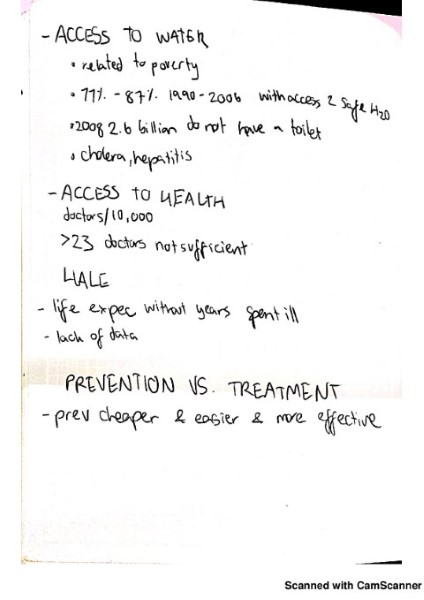 - ACCESS TO WATER
• related to poverty
• 77% - 87% 1990-2006 with access 2 safe H20
• 2008 2.6 billion do not have a toilet
• cholera, hepatitis
- ACCESS TO HEALTH
doctors/10,000
>23 doctors not sufficient
HALE
- life expec without years spent ill
- lack of data
PREVENTION VS. TREATMENT
- prev cheaper & easier & more effective
Scanned with CamScanner